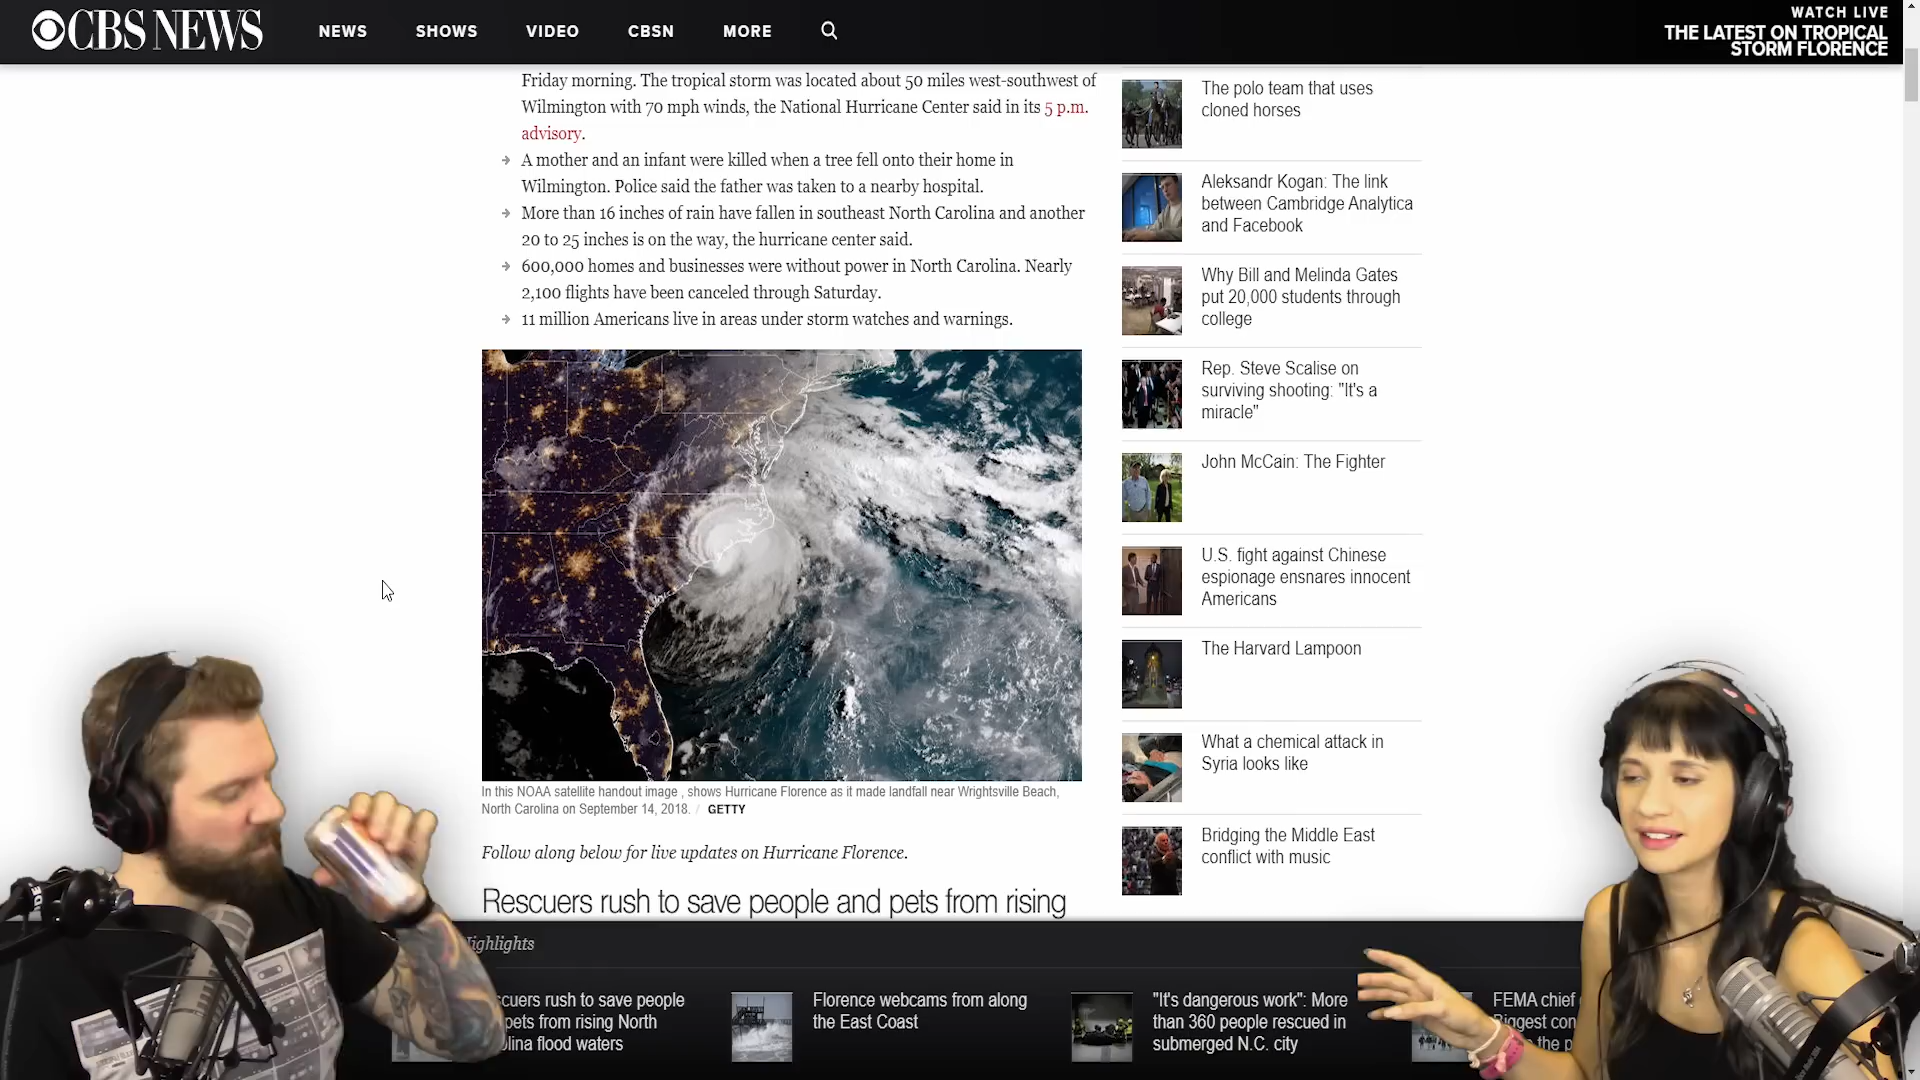 CBS NEWS
NEWS
SHOWS
VIDEO
CBSN
MORE
WATCH LIVE
THE LATEST ON TROPICAL
STORM FLORENCE
Friday morning. The tropical storm was located about 50 miles west-southwest of
Wilmington with 70 mph winds, the National Hurricane Center said in its 5 p.m.
advisory.
A mother and an infant were killed when a tree fell onto their home in
Wilmington. Police said the father was taken to a nearby hospital.
More than 16 inches of rain have fallen in southeast North Carolina and another
20 to 25 inches is on the way, the hurricane center said.
600,000 homes and businesses were without power in North Carolina. Nearly
2,100 flights have been canceled through Saturday.
11 million Americans live in areas under storm watches and warnings.
In this NOAA satellite handout image , shows Hurricane Florence as it made landfall near Wrightsville Beach,
North Carolina on September 14, 2018. / GETTY
Follow along below for live updates on Hurricane Florence.
Rescuers rush to save people and pets from rising
The polo team that uses
cloned horses
Aleksandr Kogan: The link
between Cambridge Analytica
and Facebook
Why Bill and Melinda Gates
put 20,000 students through
college
Rep. Steve Scalise on
surviving shooting: "It's a
miracle"
John McCain: The Fighter
U.S. fight against Chinese
espionage ensnares innocent
Americans
The Harvard Lampoon
What a chemical attack in
Syria looks like
Bridging the Middle East
conflict with music
Highlights
scuers rush to save people
pets from rising North
lina flood waters
Florence webcams from along
the East Coast
"It's dangerous work": More
than 360 people rescued in
submerged N.C. city
FEMA chief
Biggest con
the p